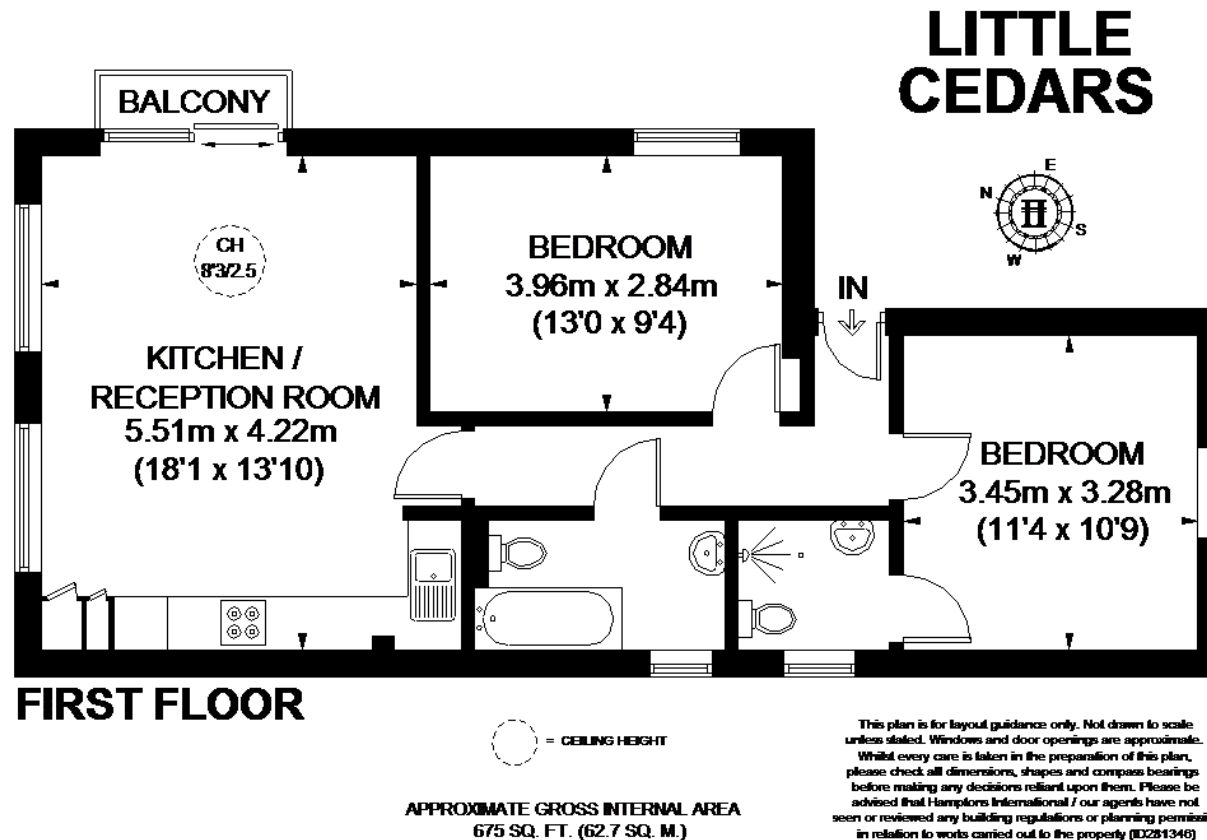 LITTLE
CEDARS
BALCONY
E
N
S
W
CH
8'3/2.5
BEDROOM
3.96m x 2.84m
(13'0 x 9'4)
IN
KITCHEN /
RECEPTION ROOM
5.51m x 4.22m
(18'1 x 13'10)
BEDROOM
3.45m x 3.28m
(11'4 x 10'9)
FIRST FLOOR
= CEILING HEIGHT
APPROXIMATE GROSS INTERNAL AREA
675 SQ. FT. (62.7 SQ. M.)
This plan is for layout guidance only. Not drawn to scale
unless stated. Windows and door openings are approximate.
Whilst every care is taken in the preparation of this plan,
please check all dimensions, shapes and compass bearings
before making any decisions reliant upon them. Please be
advised that Hamptons International / our agents have not
seen or reviewed any building regulations or planning permissi
in relation to works carried out to the property (ID281346)